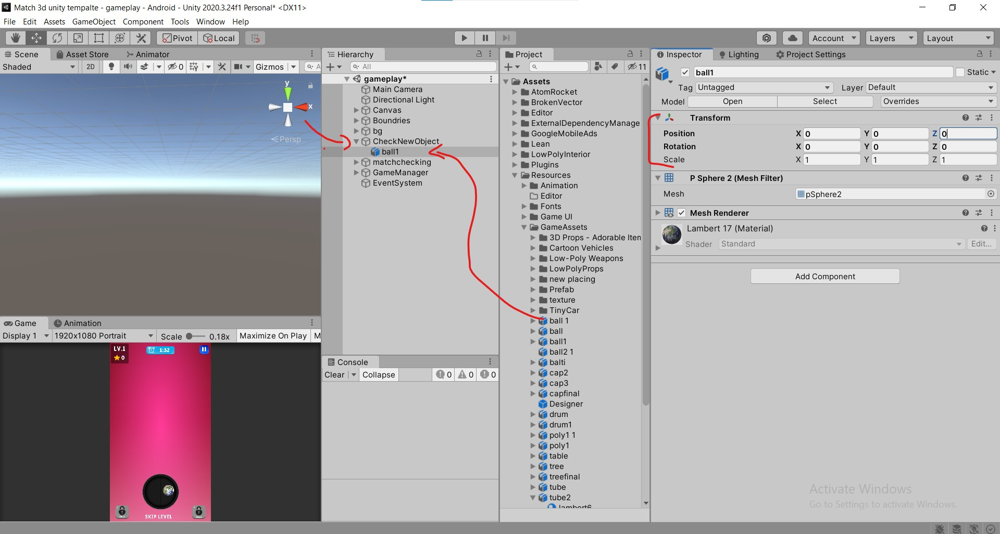 Match 3d unity tempalte - gameplay - Android - Unity 2020.3.24f1 Personal* <DX11>
File Edit Assets GameObject Component Tools Window Help
Pivot Local
Account Layers Layout
Scene Asset Store Animator
Shaded 2D 0 Gizmos A
y
x
Persp
Hierarchy
All
gameplay*
Main Camera
Directional Light
Canvas
Boundries
bg
CheckNewObject
ball1
matchchecking
GameManager
EventSystem
Project
11
Assets
AtomRocket
BrokenVector
Editor
ExternalDependencyManage
GoogleMobileAds
Lean
LowPolyInterior
Plugins
Resources
Animation
Editor
Fonts
Game UI
GameAssets
3D Props - Adorable Iten
Cartoon Vehicles
Low-Poly Weapons
LowPolyProps
new placing
Prefab
texture
TinyCar
ball 1
ball
ball1
ball2 1
balti
cap2
cap3
capfinal
Designer
drum
drum1
poly1 1
poly1
table
tree
treefinal
tube
tube2
lambert6
Inspector Lighting Project Settings
ball1 Static
Tag Untagged Layer Default
Model Open Select Overrides
Transform
Position X 0 Y 0 Z 0
Rotation X 0 Y 0 Z 0
Scale X 1 Y 1 Z 1
P Sphere 2 (Mesh Filter)
Mesh pSphere2
Mesh Renderer
Lambert 17 (Material)
Shader Standard Edit...
Add Component
Game Animation
Display 1 1920x1080 Portrait Scale 0.18x Maximize On Play M
LV.1
0
1:32
SKIP LEVEL
Console
Clear Collapse 0 0 0
Activate Windows
Go to Settings to activate Windows.